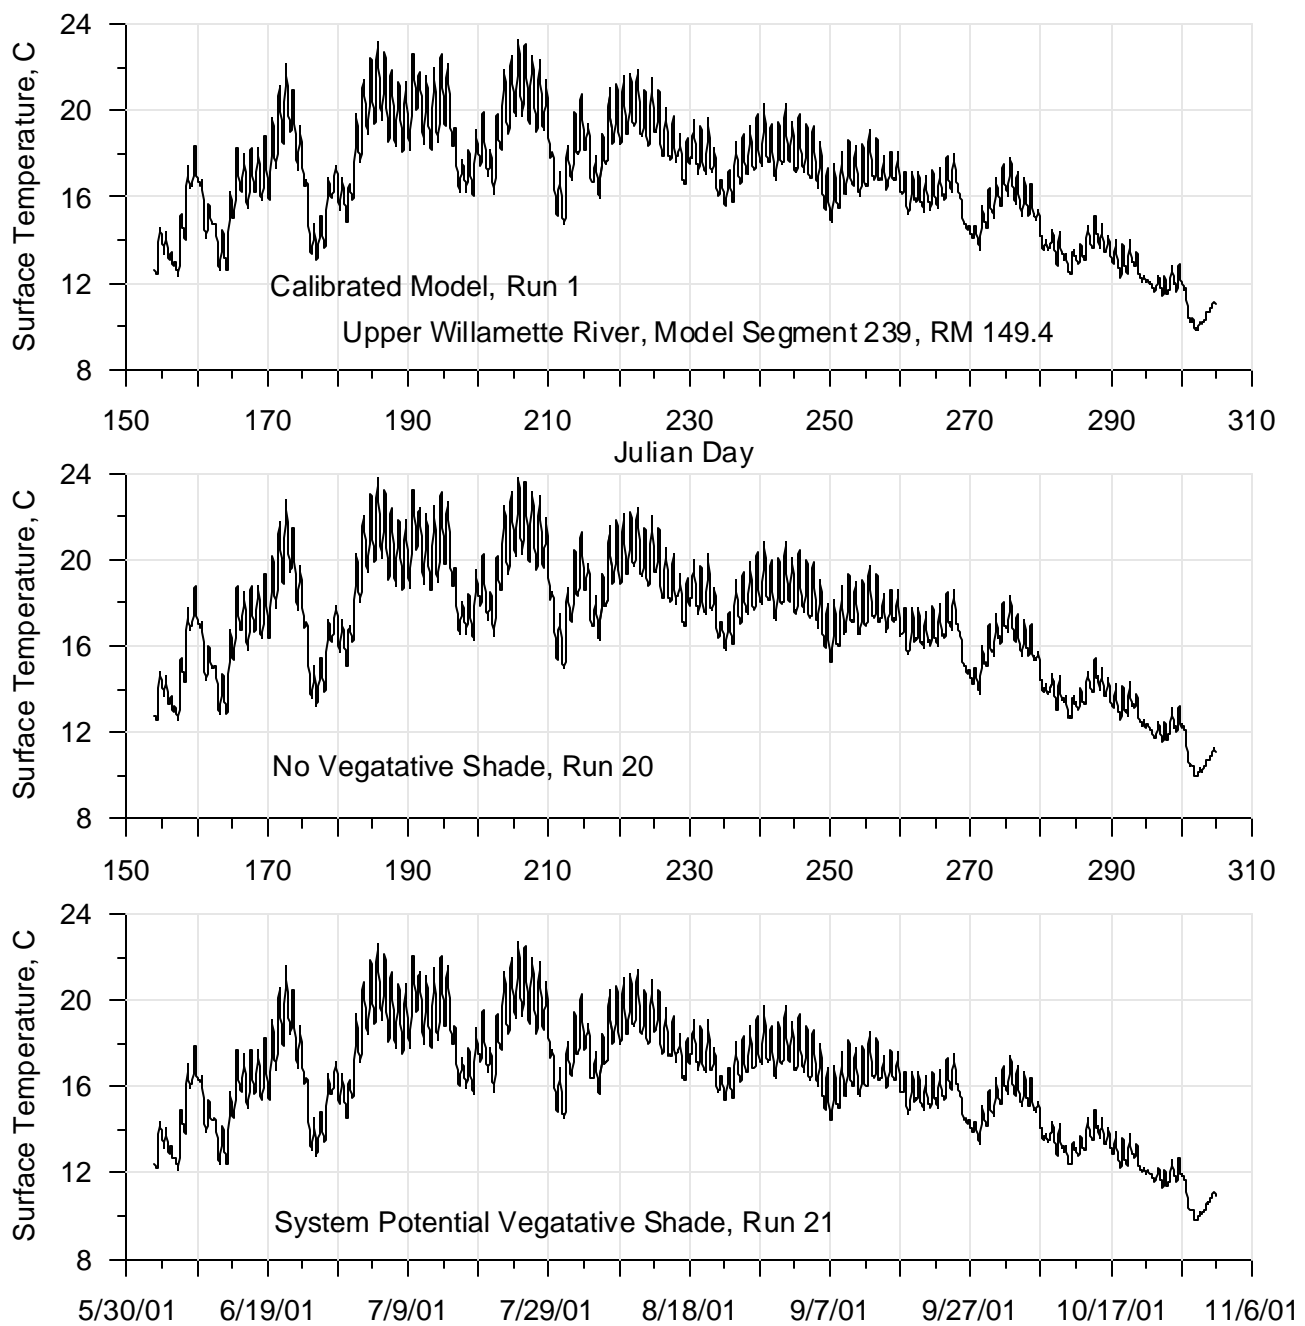 24
20
16
12
8
Surface Temperature, C
Calibrated Model, Run 1
Upper Willamette River, Model Segment 239, RM 149.4
150 170 190 210 230 250 270 290 310
Julian Day
24
20
16
12
8
Surface Temperature, C
No Vegatative Shade, Run 20
150 170 190 210 230 250 270 290 310
24
20
16
12
8
Surface Temperature, C
System Potential Vegatative Shade, Run 21
5/30/01 6/19/01 7/9/01 7/29/01 8/18/01 9/7/01 9/27/01 10/17/01 11/6/01